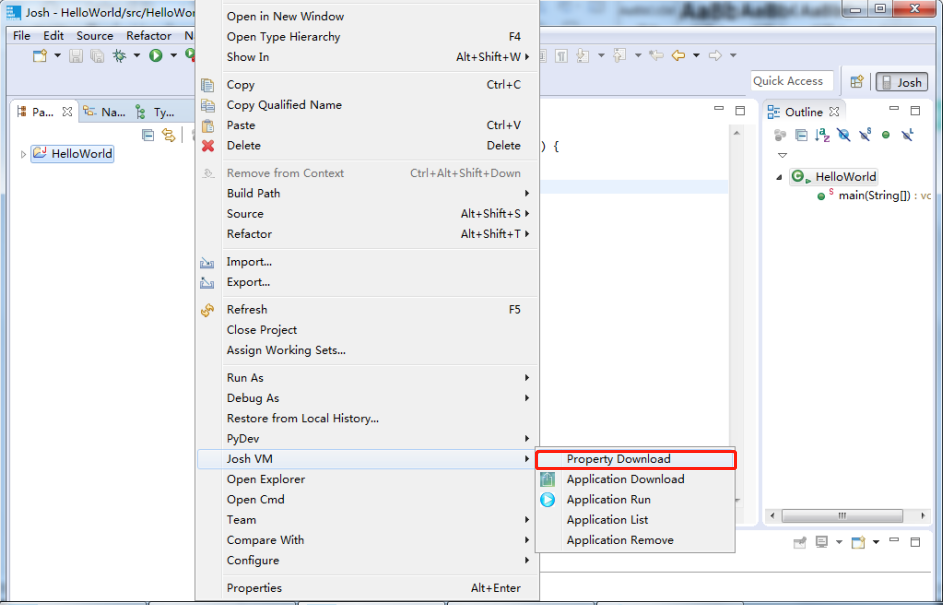 Josh - HelloWorld/src/HelloWor
File Edit Source Refactor N
Quick Access
Josh
Pa...
Na...
Ty...
HelloWorld
) {
Outline
HelloWorld
main(String[]) : vo
Open in New Window
Open Type Hierarchy F4
Show In Alt+Shift+W
Copy Ctrl+C
Copy Qualified Name
Paste Ctrl+V
Delete Delete
Remove from Context Ctrl+Alt+Shift+Down
Build Path
Source Alt+Shift+S
Refactor Alt+Shift+T
Import...
Export...
Refresh F5
Close Project
Assign Working Sets...
Run As
Debug As
Restore from Local History...
PyDev
Josh VM
Open Explorer
Open Cmd
Team
Compare With
Configure
Properties Alt+Enter
Property Download
Application Download
Application Run
Application List
Application Remove